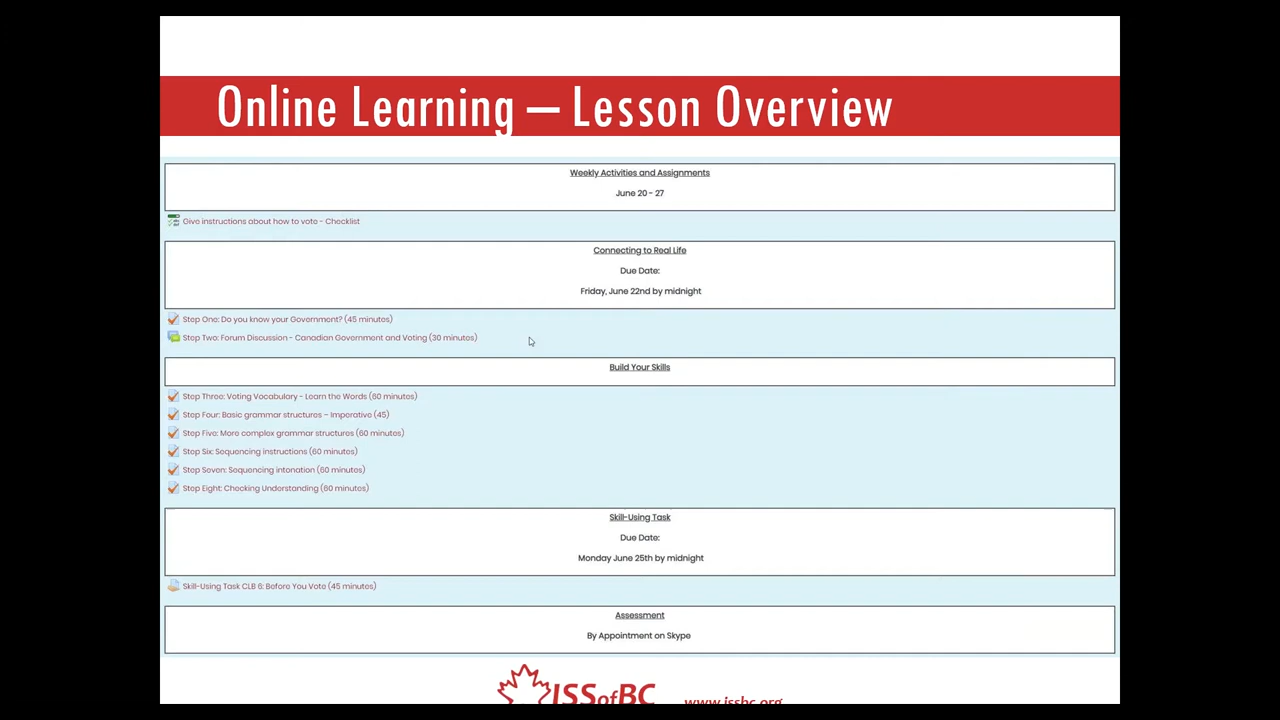 Online Learning – Lesson Overview
Weekly Activities and Assignments
June 20 - 27
Give instructions about how to vote - Checklist
Connecting to Real Life
Due Date:
Friday, June 22nd by midnight
Step One: Do you know your Government? (45 minutes)
Step Two: Forum Discussion - Canadian Government and Voting (30 minutes)
Build Your Skills
Step Three: Voting Vocabulary - Learn the Words (60 minutes)
Step Four: Basic grammar structures – Imperative (45)
Step Five: More complex grammar structures (60 minutes)
Step Six: Sequencing instructions (60 minutes)
Step Seven: Sequencing intonation (60 minutes)
Step Eight: Checking Understanding (60 minutes)
Skill-Using Task
Due Date:
Monday June 25th by midnight
Skill-Using Task CLB 6: Before You Vote (45 minutes)
Assessment
By Appointment on Skype
ISSofBC
www.issbc.org